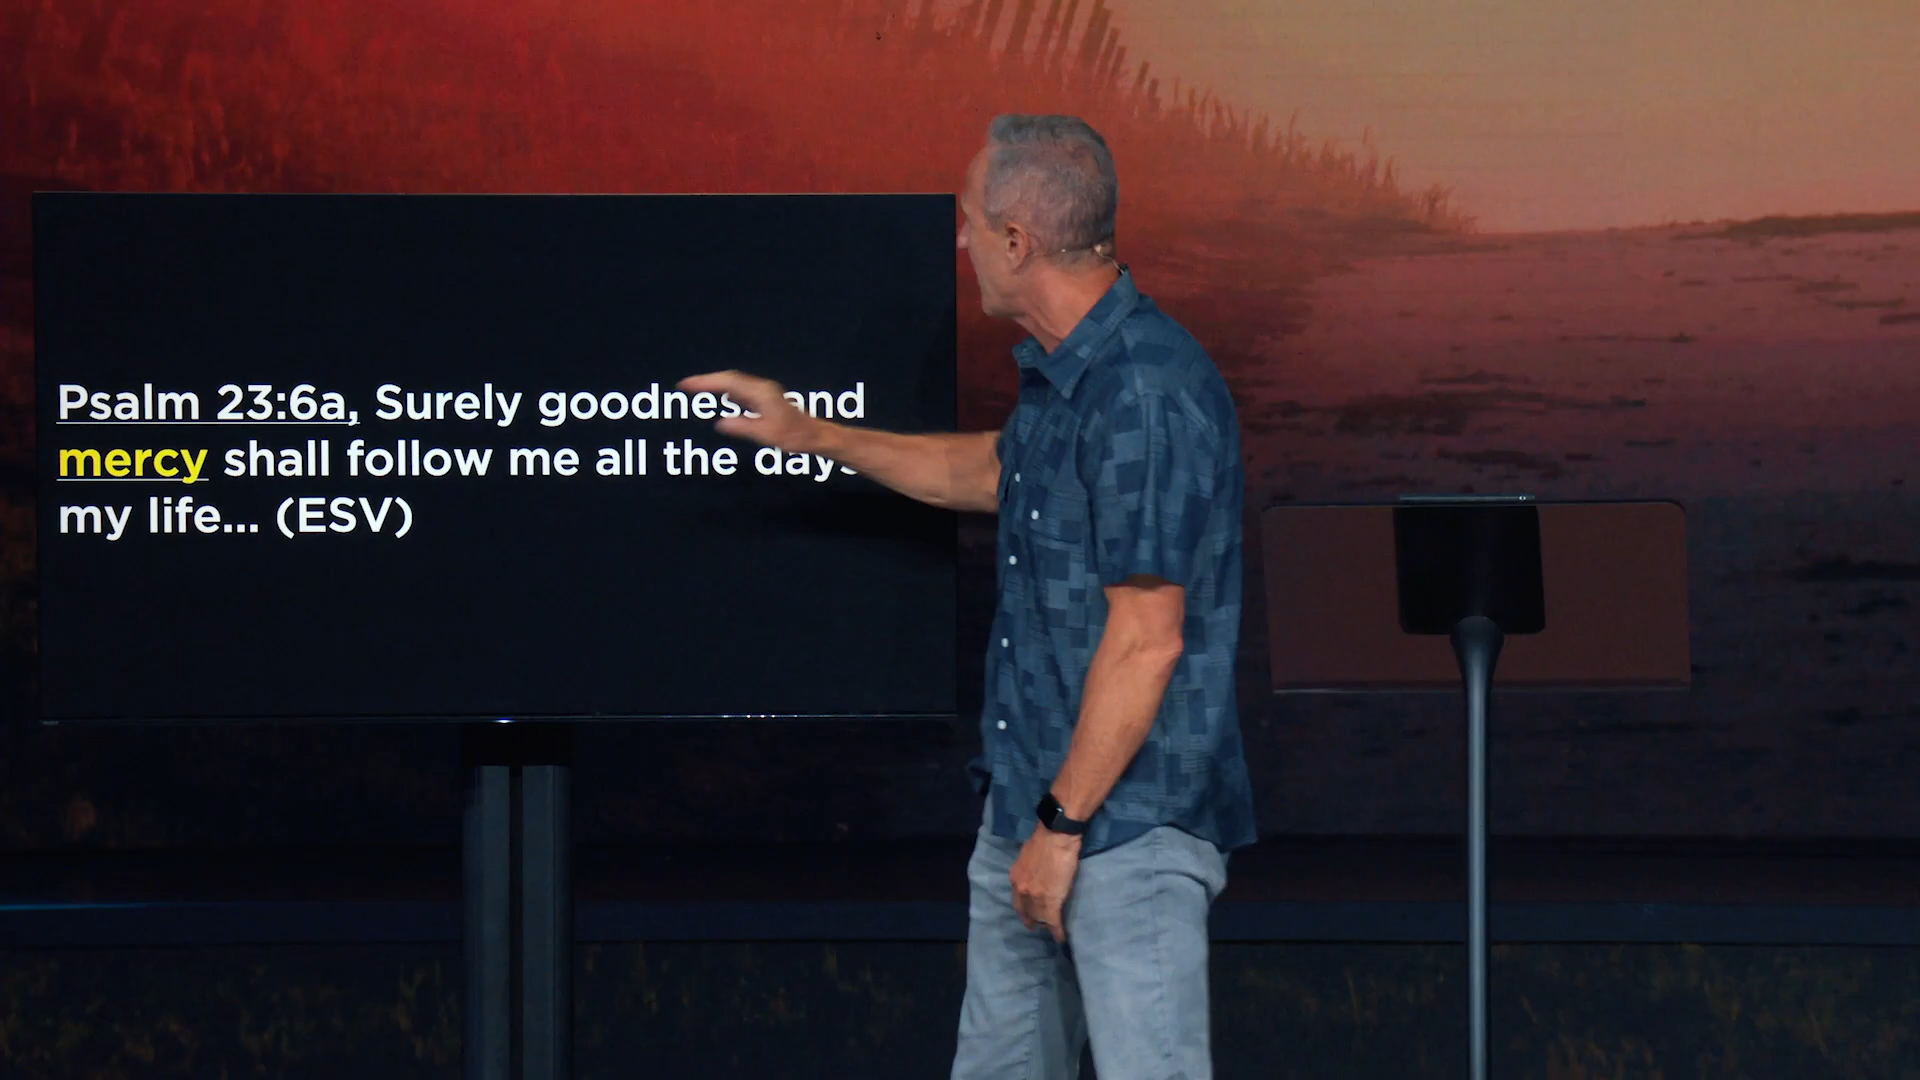 Psalm 23:6a, Surely goodness and
mercy shall follow me all the days
my life... (ESV)